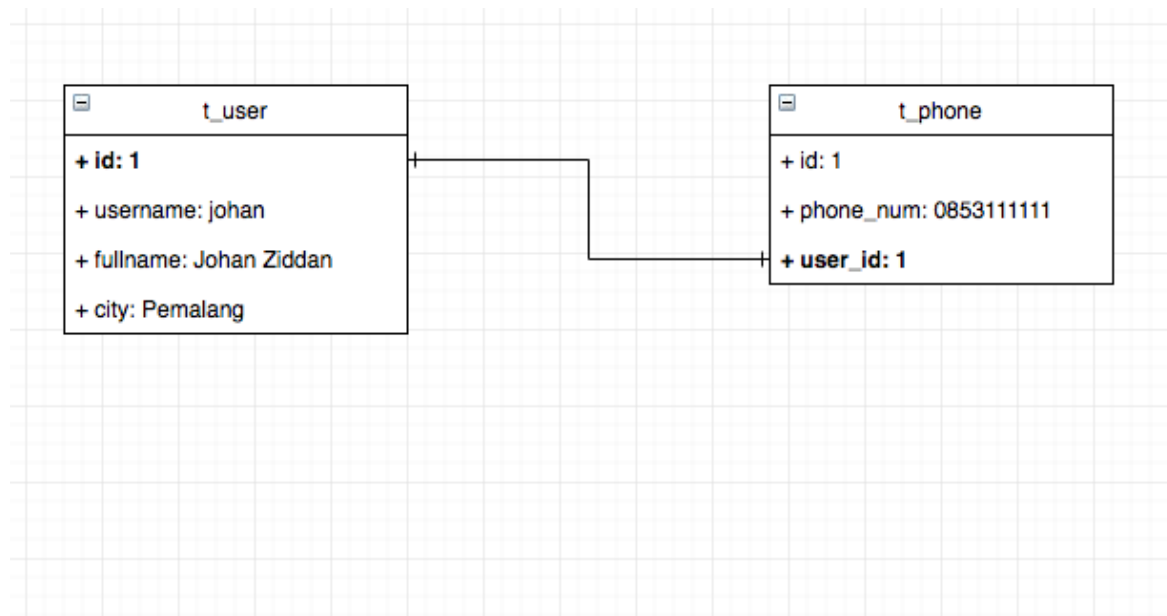 t_user
+ id: 1
+ username: johan
+ fullname: Johan Ziddan
+ city: Pemalang
t_phone
+ id: 1
+ phone_num: 0853111111
+ user_id: 1